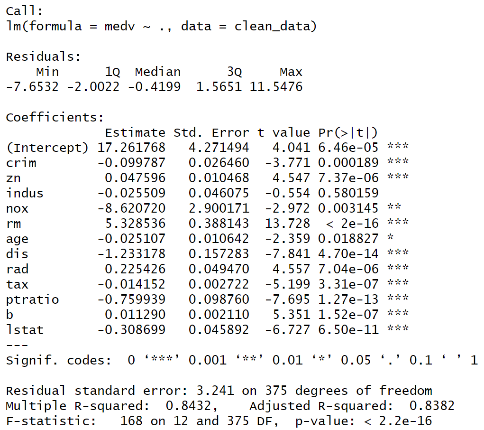 Call:
lm(formula = medv ~ ., data = clean_data)
Residuals:
Min 1Q Median 3Q Max
-7.6532 -2.0022 -0.4199 1.5651 11.5476
Coefficients:
Estimate Std. Error t value Pr(>|t|)
(Intercept) 17.261768 4.271494 4.041 6.46e-05 ***
crim -0.099787 0.026460 -3.771 0.000189 ***
zn 0.047596 0.010468 4.547 7.37e-06 ***
indus -0.025509 0.046075 -0.554 0.580159
nox -8.620720 2.900171 -2.972 0.003145 **
rm 5.328536 0.388143 13.728 < 2e-16 ***
age -0.025107 0.010642 -2.359 0.018827 *
dis -1.233178 0.157283 -7.841 4.70e-14 ***
rad 0.225426 0.049470 4.557 7.04e-06 ***
tax -0.014152 0.002722 -5.199 3.31e-07 ***
ptratio -0.759939 0.098760 -7.695 1.27e-13 ***
b 0.011290 0.002110 5.351 1.52e-07 ***
lstat -0.308699 0.045892 -6.727 6.50e-11 ***
---
Signif. codes: 0 ‘***’ 0.001 ‘**’ 0.01 ‘*’ 0.05 ‘.’ 0.1 ‘ ’ 1
Residual standard error: 3.241 on 375 degrees of freedom
Multiple R-squared: 0.8432, Adjusted R-squared: 0.8382
F-statistic: 168 on 12 and 375 DF, p-value: < 2.2e-16